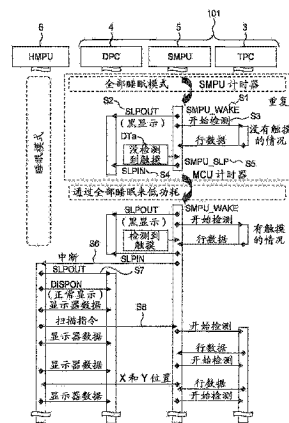 101
6
4
5
3
HMPU
DPC
SMPU
TPC
全部睡眠模式
SMPU 计时器
S1
S2
SLPOUT
SMPU_WAKE
重复
(黑显示)
开始检测
S3
DTa
没有触摸
的情况
没检测
到触摸
行数据
SMPU_SLP
S5
SLPIN
S4
MCU 计时器
睡眠模式
通过全部睡眠来低功耗
SLPOUT
SMPU_WAKE
(黑显示)
开始检测
检测到
触摸
行数据
有触摸
的情况
S6
SLPIN
中断
SLPOUT
S7
DISPON
(正常显示)
显示器数据
S8
扫描指令
开始检测
显示器数据
行数据
开始检测
显示器数据
X 和 Y 位置
行数据
显示器数据
开始检测